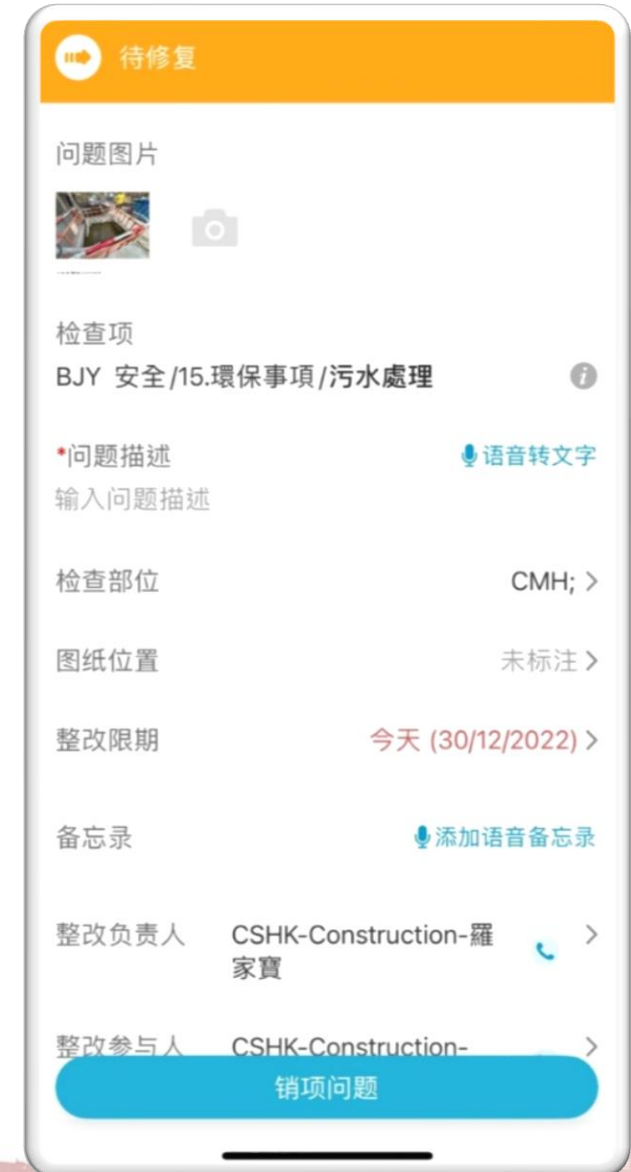 待修复
问题图片
检查项
BJY 安全/15.環保事項/污水處理
*问题描述
语音转文字
输入问题描述
检查部位
CMH;
图纸位置
未标注
整改限期
今天 (30/12/2022)
备忘录
添加语音备忘录
整改负责人
CSHK-Construction-羅
家寶
整改参与人
CSHK-Construction-
销项问题